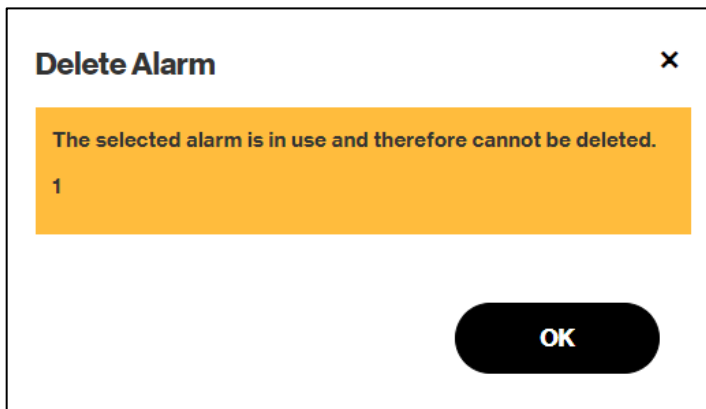 Delete Alarm
The selected alarm is in use and therefore cannot be deleted.
1
OK